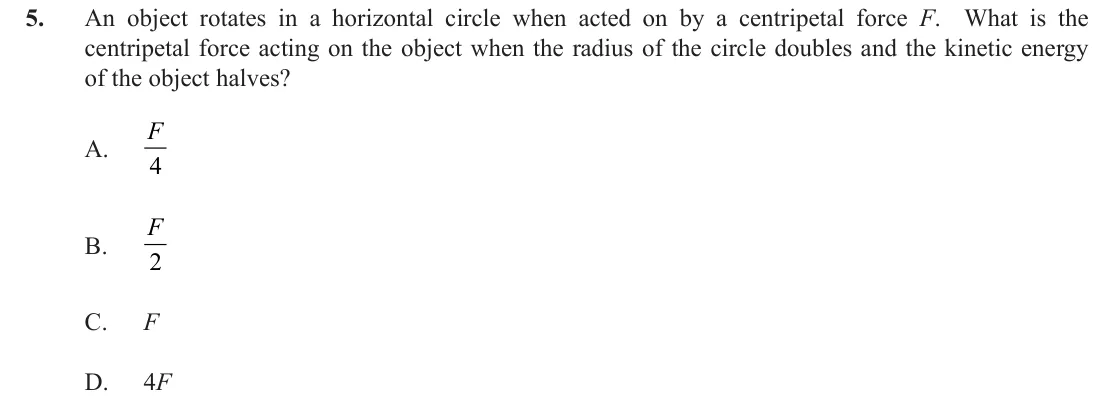 5. An object rotates in a horizontal circle when acted on by a centripetal force F. What is the
centripetal force acting on the object when the radius of the circle doubles and the kinetic energy
of the object halves?
A. F/4
B. F/2
C. F
D. 4F